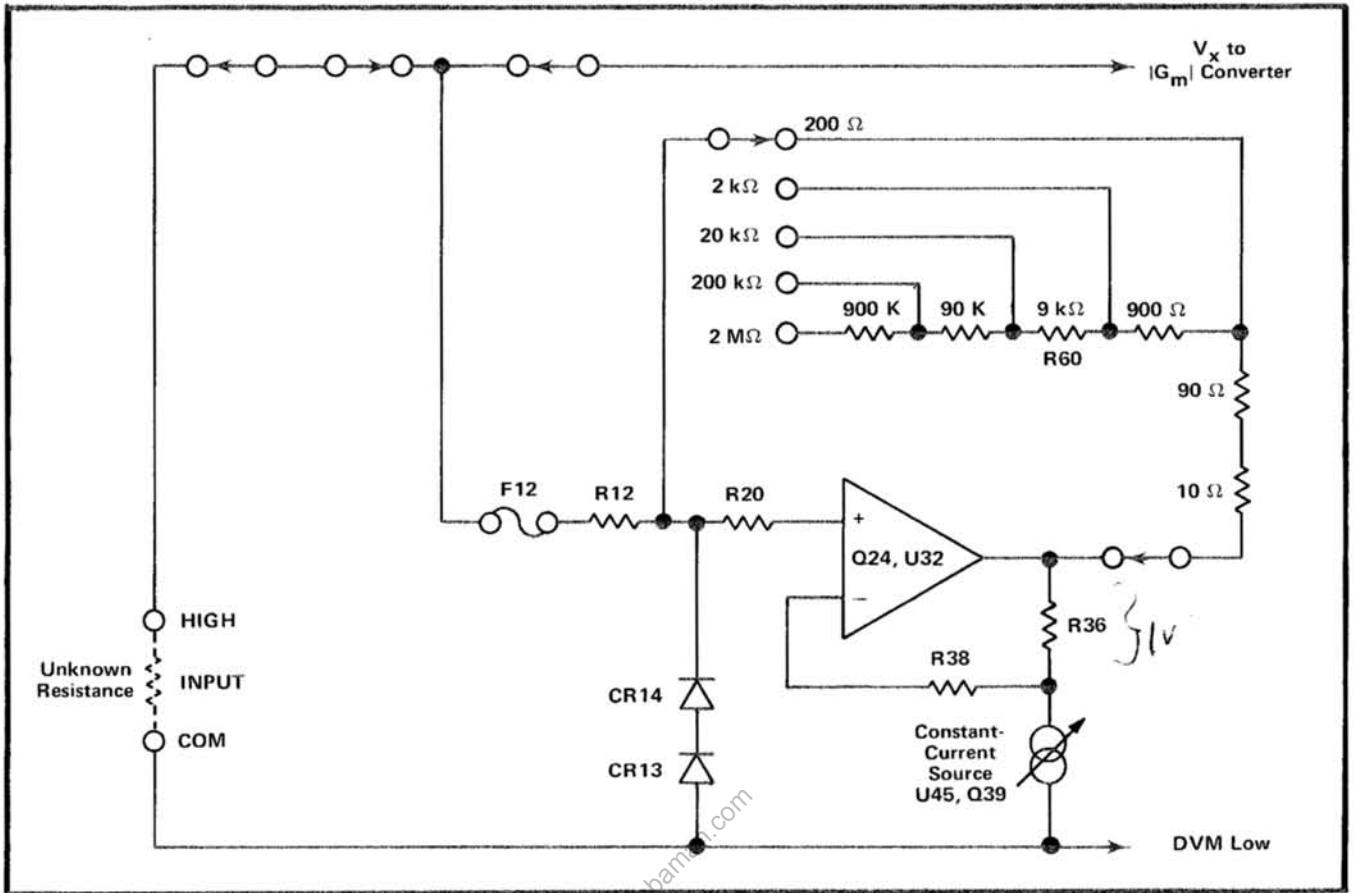 Vx to
|Gm| Converter
200 Ω
2 kΩ
20 kΩ
200 kΩ
2 MΩ
900 K
90 K
9 kΩ
900 Ω
R60
90 Ω
10 Ω
F12
R12
R20
+
Q24, U32
−
R36
1V
R38
HIGH
Unknown
Resistance
INPUT
COM
CR14
CR13
Constant-
Current
Source
U45, Q39
DVM Low